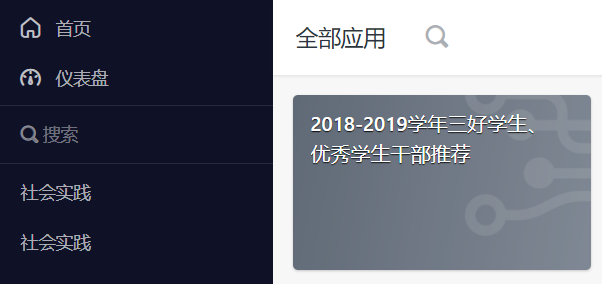 首页
仪表盘
搜索
社会实践
社会实践
全部应用
2018-2019学年三好学生、
优秀学生干部推荐